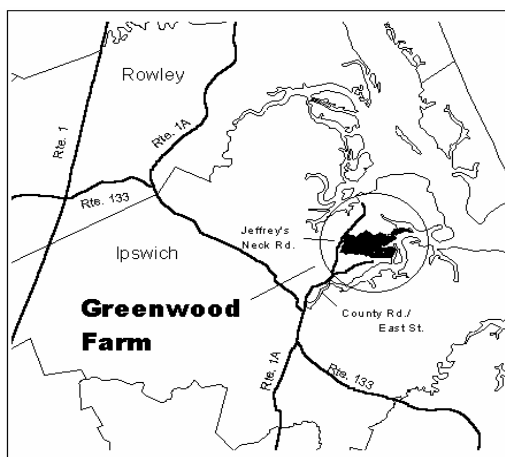 Rowley
Rte. 1
Rte. 1A
Rte. 133
Jeffrey's
Neck Rd.
Ipswich
Greenwood
Farm
County Rd./
East St.
Rte. 1A
Rte. 133